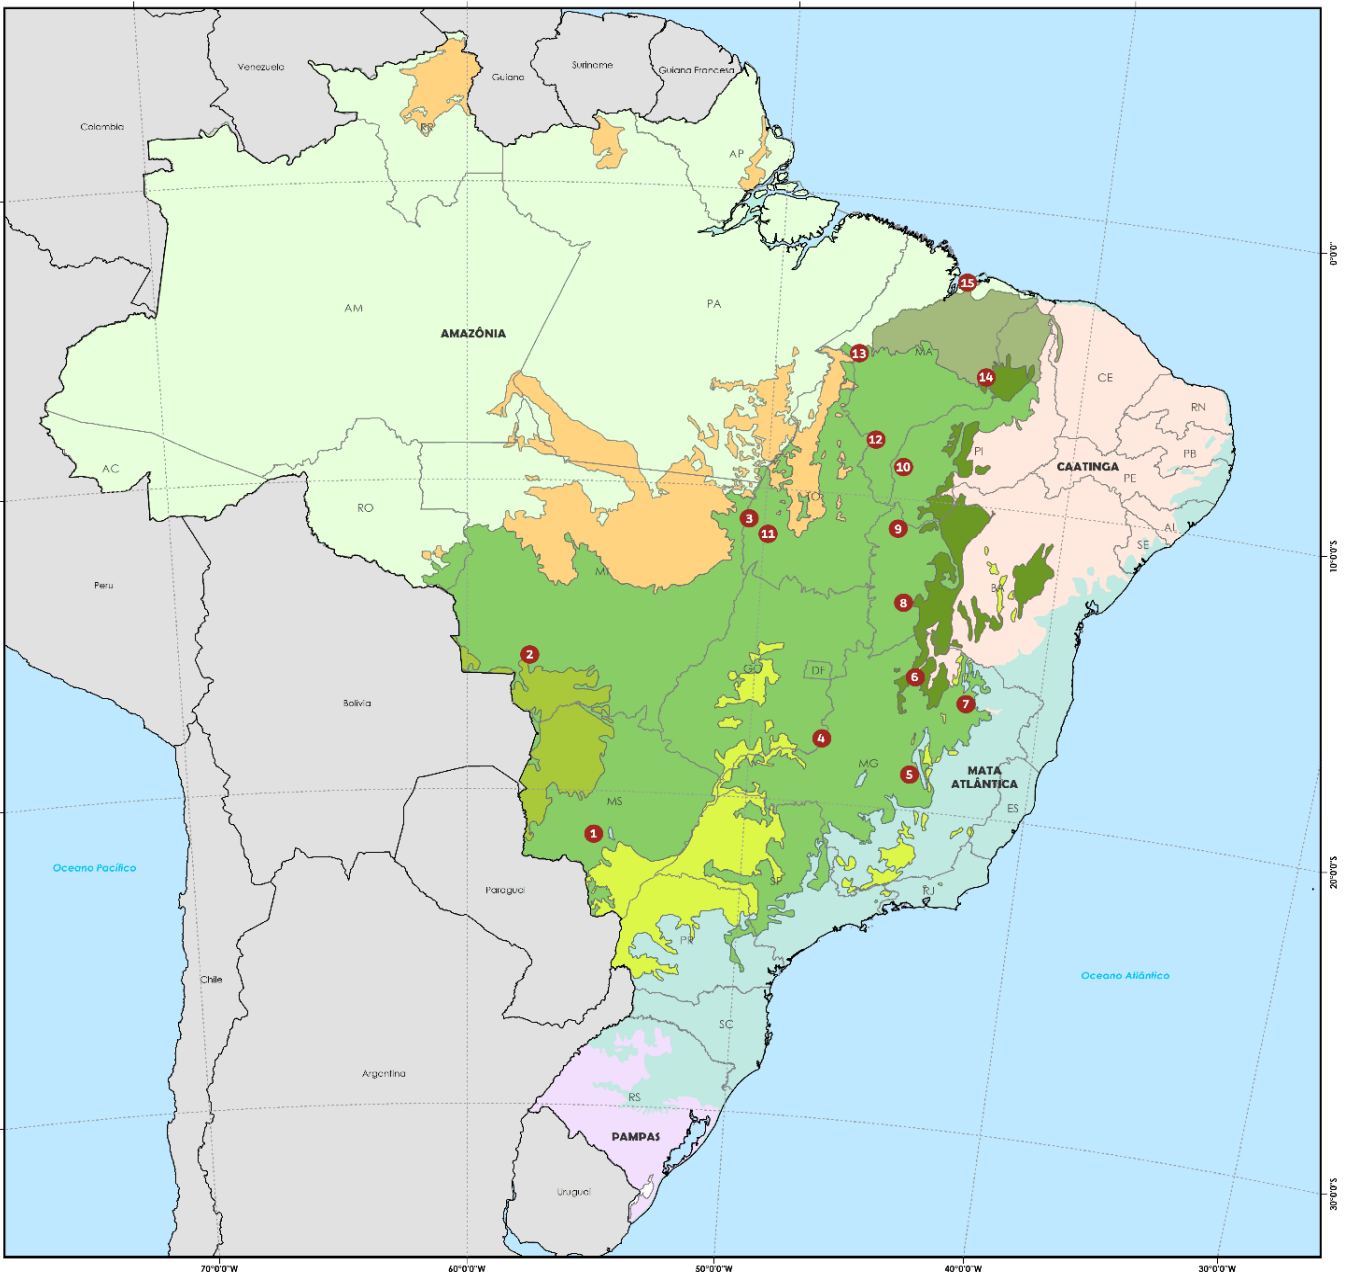 Venezuela
Suriname
Guiana
Guiana Francesa
Colombia
RR
AP
0°0'0"
AM
PA
AMAZÔNIA
15
13
MA
14
CE
RN
12
10
PI
CAATINGA
PB
PE
AC
RO
TO
3
11
9
AL
SE
10°0'0"S
Peru
MT
BA
8
2
GO
DF
6
7
Bolívia
4
MG
5
MATA
ATLÂNTICA
MS
ES
1
Oceano Pacífico
20°0'0"S
SP
RJ
Paraguai
PR
Chile
Oceano Atlântico
SC
Argentina
RS
PAMPAS
Uruguai
30°0'0"S
70°0'0"W
60°0'0"W
50°0'0"W
40°0'0"W
30°0'0"W